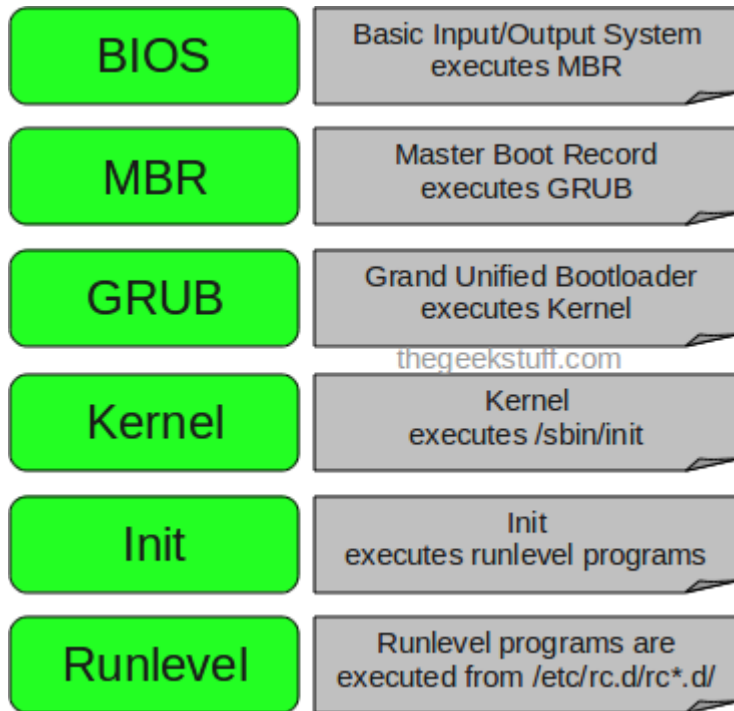 BIOS
Basic Input/Output System
executes MBR
MBR
Master Boot Record
executes GRUB
GRUB
Grand Unified Bootloader
executes Kernel
thegeekstuff.com
Kernel
Kernel
executes /sbin/init
Init
Init
executes runlevel programs
Runlevel
Runlevel programs are
executed from /etc/rc.d/rc*.d/